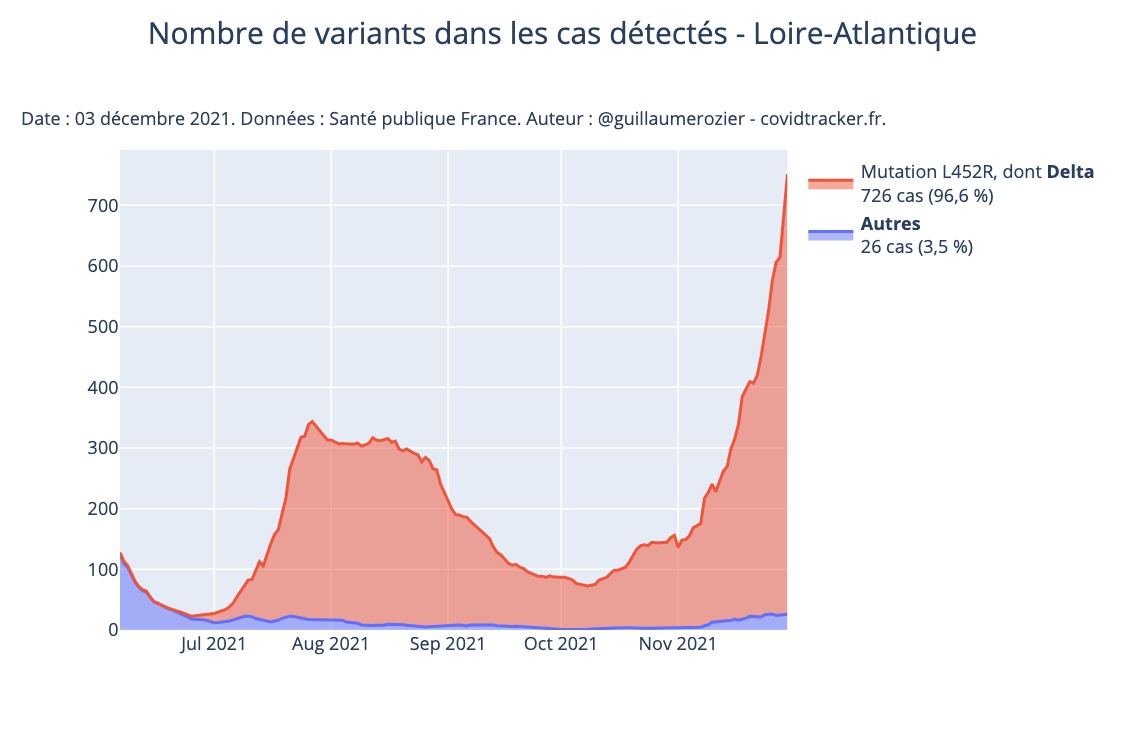 Nombre de variants dans les cas détectés - Loire-Atlantique
Date : 03 décembre 2021. Données : Santé publique France. Auteur : @guillaumerozier - covidtracker.fr.
Mutation L452R, dont Delta
726 cas (96,6 %)
Autres
26 cas (3,5 %)
700
600
500
400
300
200
100
0
Jul 2021
Aug 2021
Sep 2021
Oct 2021
Nov 2021